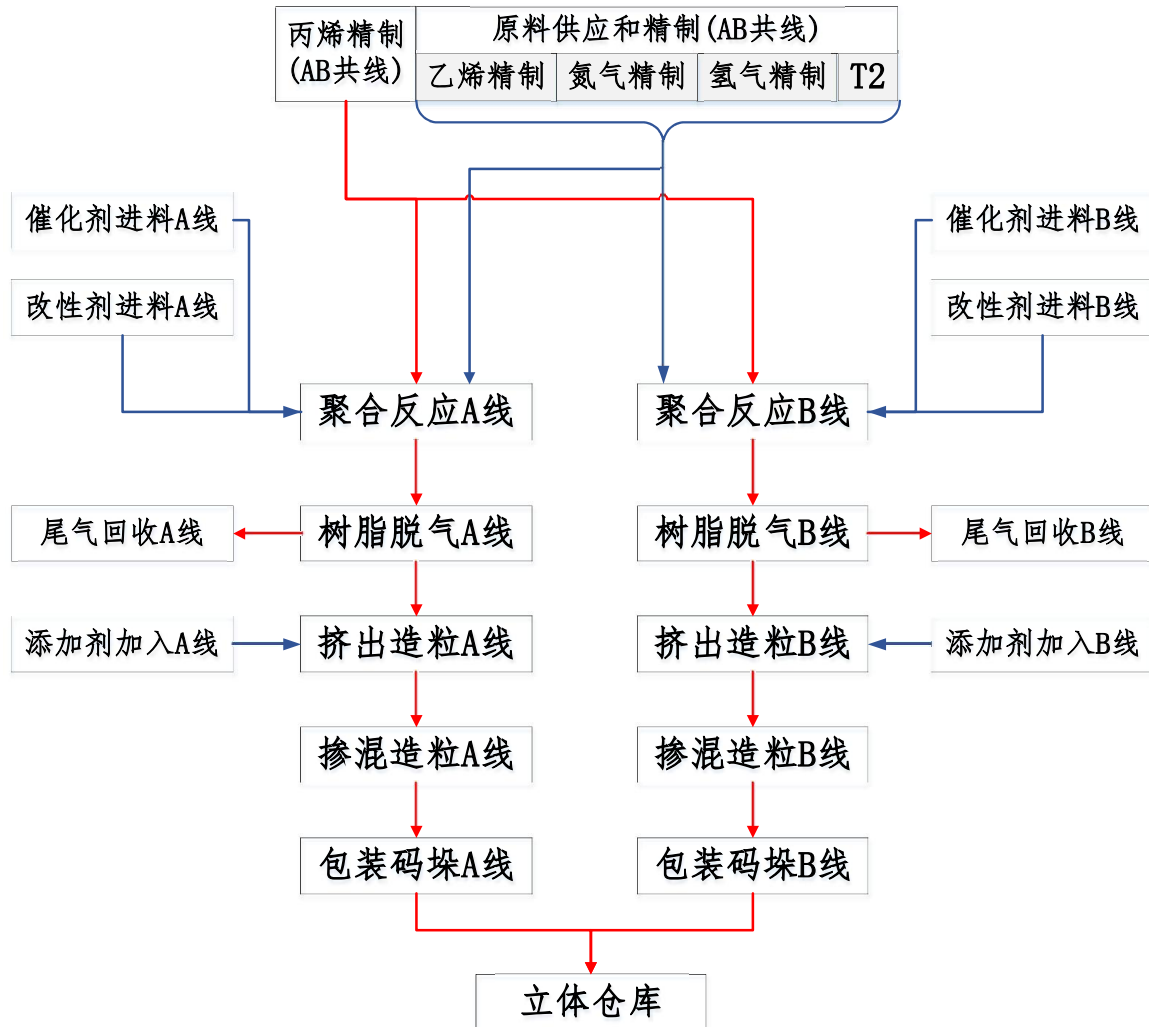 丙烯精制
(AB共线)
原料供应和精制(AB共线)
乙烯精制
氮气精制
氢气精制
T2
催化剂进料A线
催化剂进料B线
改性剂进料A线
改性剂进料B线
聚合反应A线
聚合反应B线
尾气回收A线
树脂脱气A线
树脂脱气B线
尾气回收B线
添加剂加入A线
挤出造粒A线
挤出造粒B线
添加剂加入B线
掺混造粒A线
掺混造粒B线
包装码垛A线
包装码垛B线
立体仓库